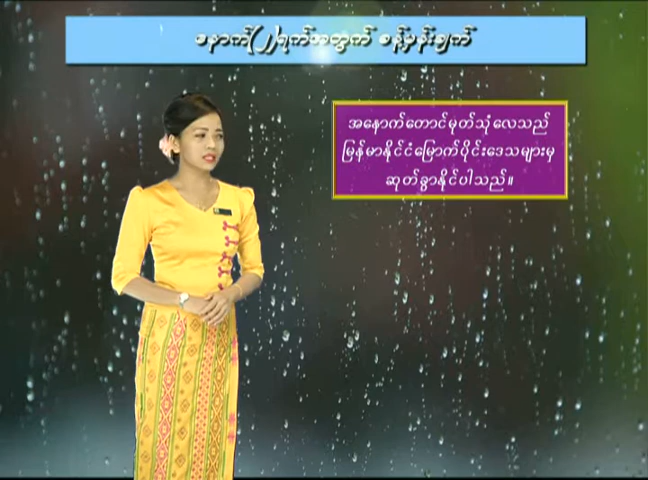 နောက်(၂)ရက်အတွက် ခန့်မှန်းချက်
အနောက်တောင်မုတ်သုံလေသည်
မြန်မာနိုင်ငံမြောက်ပိုင်းဒေသများမှ
ဆုတ်ခွာနိုင်ပါသည်။